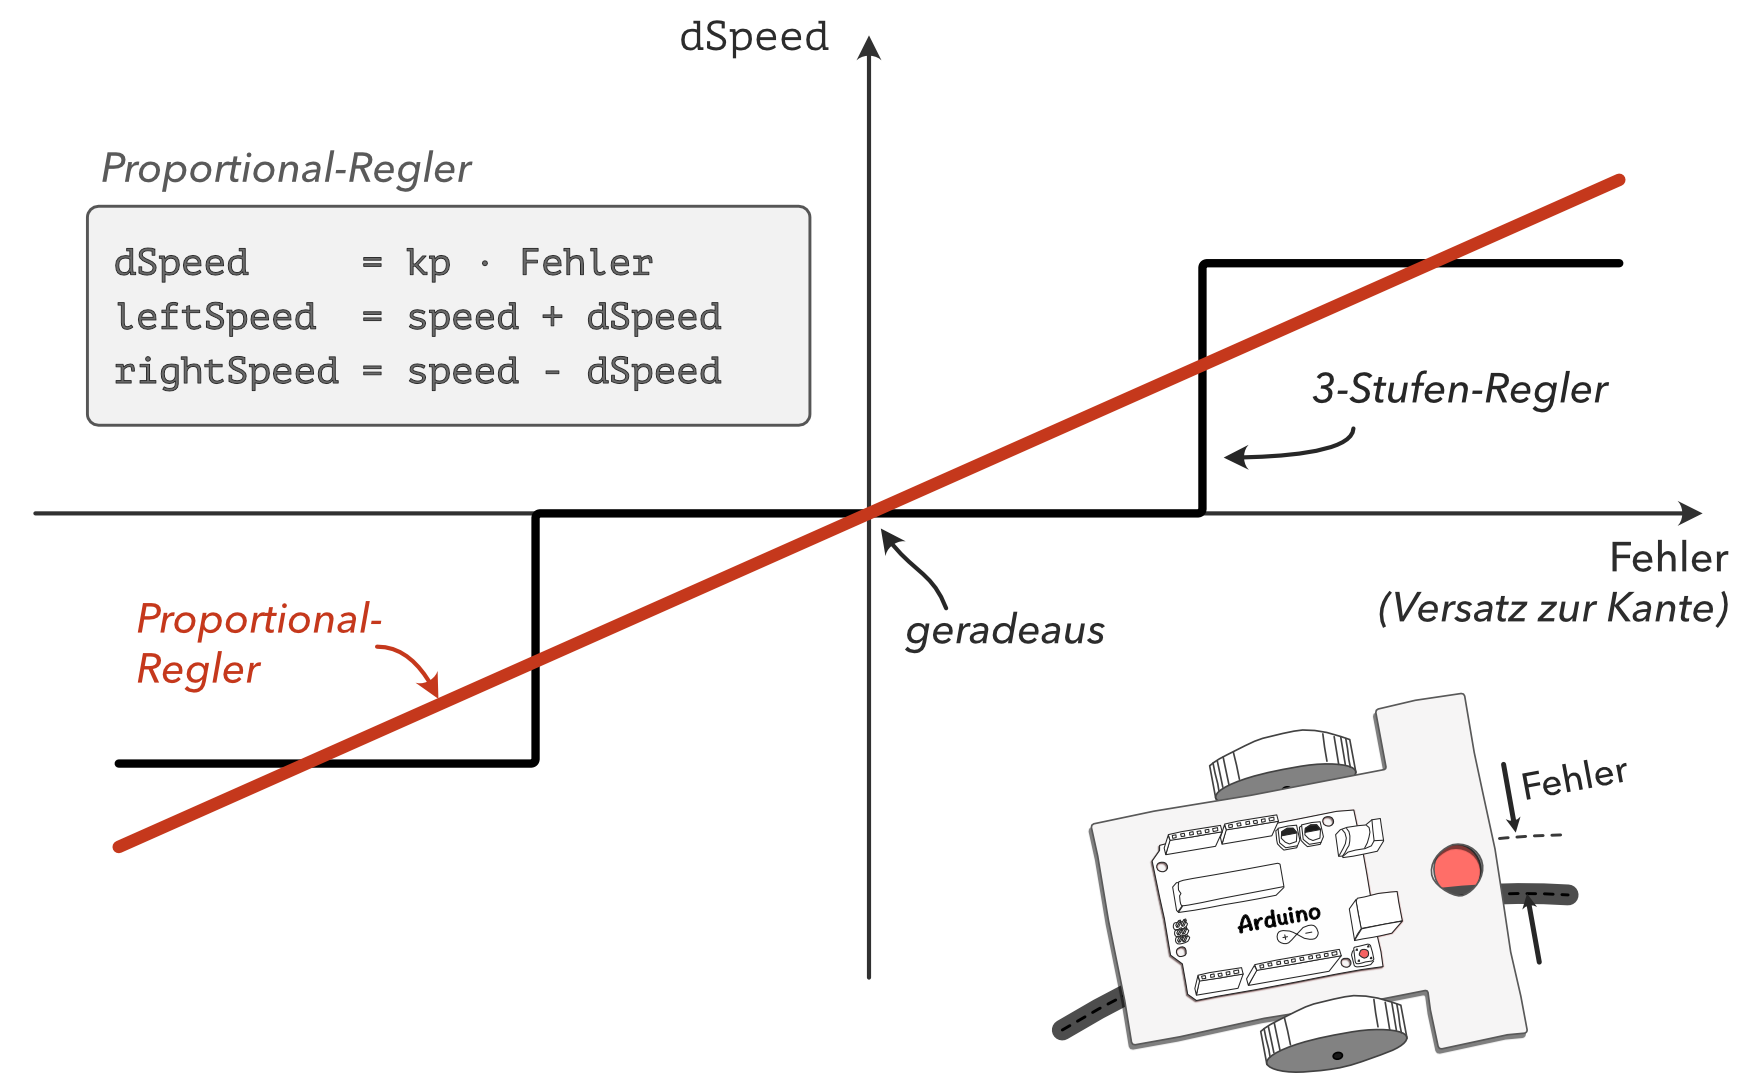 dSpeed
Proportional-Regler
dSpeed = kp · Fehler
leftSpeed = speed + dSpeed
rightSpeed = speed - dSpeed
3-Stufen-Regler
Fehler
(Versatz zur Kante)
geradeaus
Proportional-
Regler
Fehler
Arduino